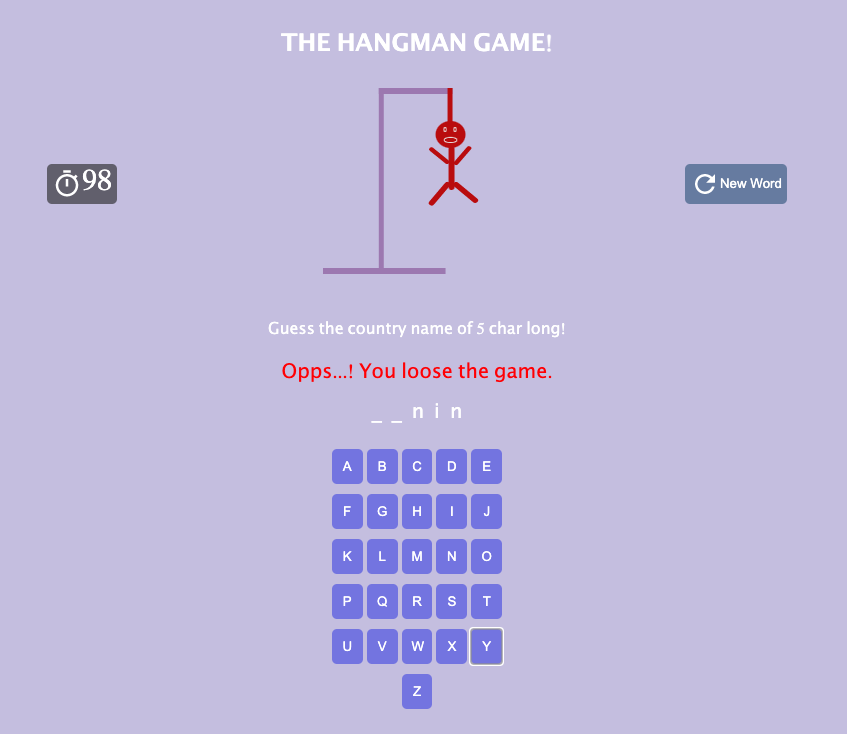 THE HANGMAN GAME!
98
New Word
Guess the country name of 5 char long!
Opps...! You loose the game.
_ _ n i n
A B C D E
F G H I J
K L M N O
P Q R S T
U V W X Y
Z